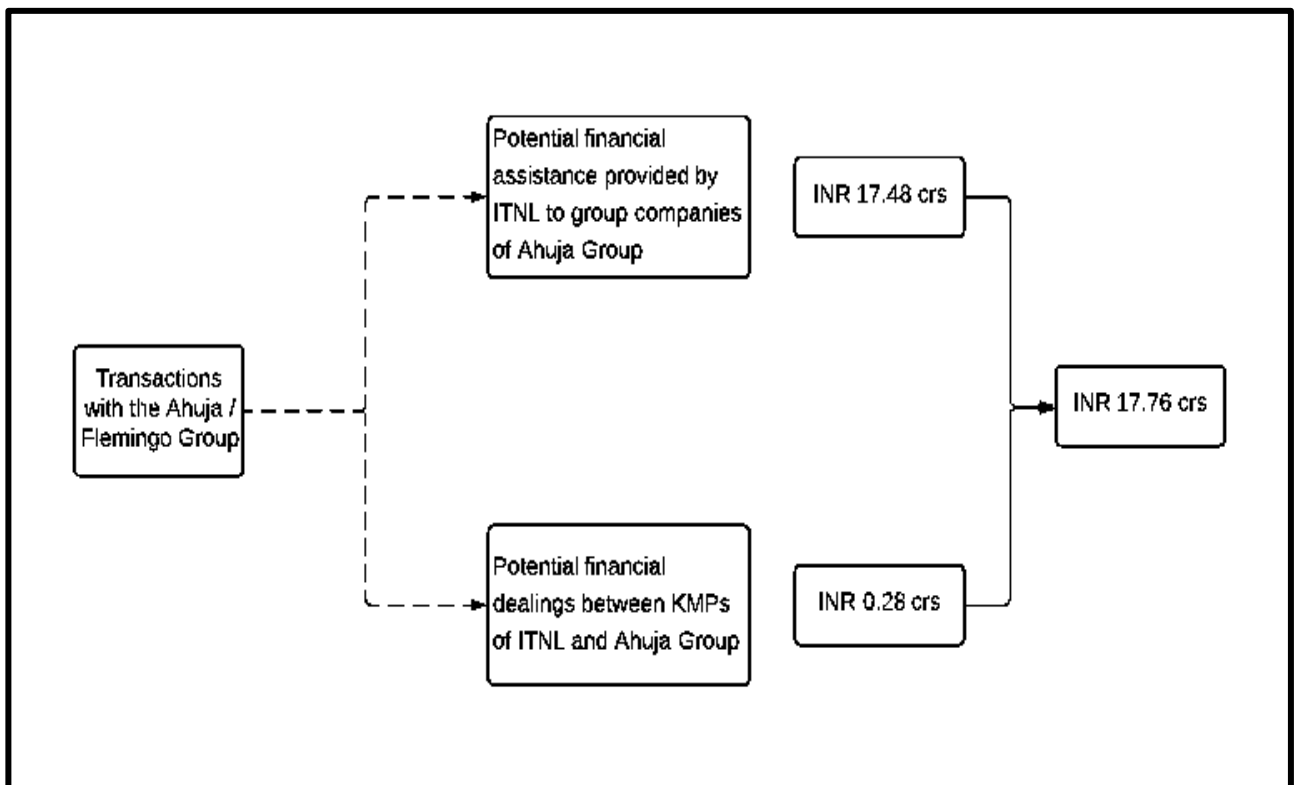 Transactions
with the Ahuja /
Flemingo Group
Potential financial
assistance provided by
ITNL to group companies
of Ahuja Group
INR 17.48 crs
Potential financial
dealings between KMPs
of ITNL and Ahuja Group
INR 0.28 crs
INR 17.76 crs